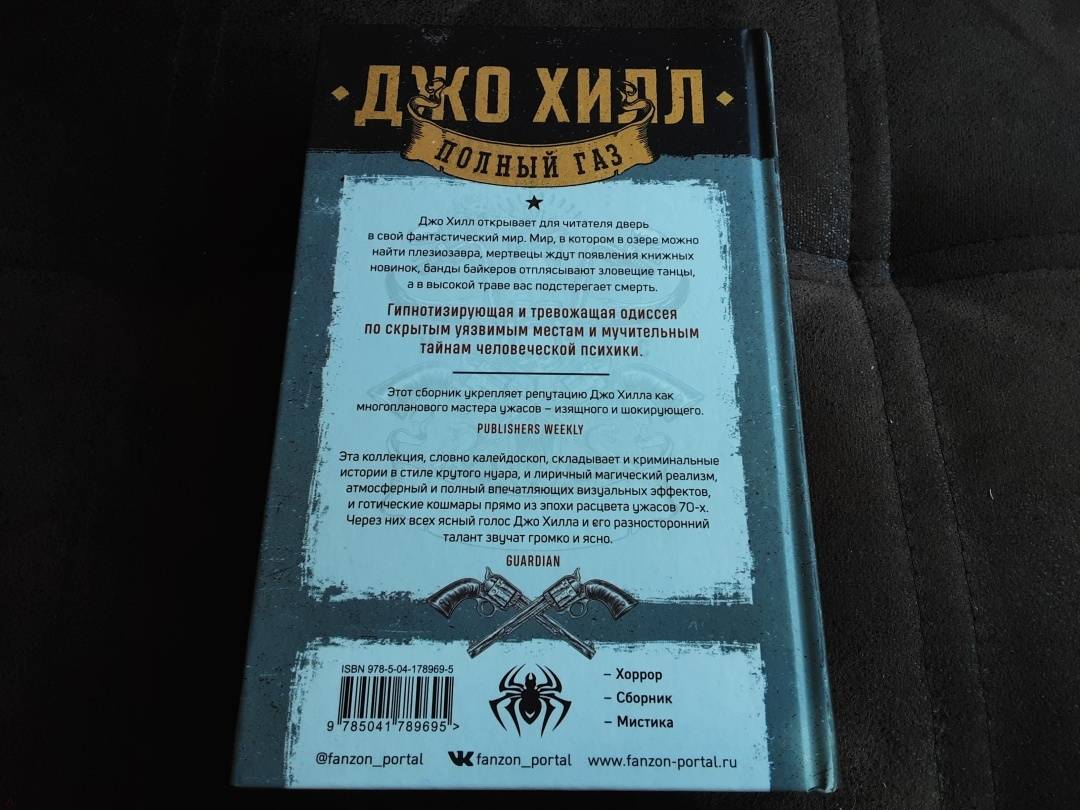 ДЖО ХИЛЛ
ПОЛНЫЙ ГАЗ
Джо Хилл открывает для читателя дверь
в свой фантастический мир. Мир, в котором в озере можно
найти плезиозавра, мертвецы ждут появления книжных
новинок, банды байкеров отплясывают зловещие танцы,
а в высокой траве вас подстерегает смерть.
Гипнотизирующая и тревожащая одиссея
по скрытым уязвимым местам и мучительным
тайнам человеческой психики.
Этот сборник укрепляет репутацию Джо Хилла как
многопланового мастера ужасов – изящного и шокирующего.
PUBLISHERS WEEKLY
Эта коллекция, словно калейдоскоп, складывает и криминальные
истории в стиле крутого нуара, и лиричный магический реализм,
атмосферный и полный впечатляющих визуальных эффектов,
и готические кошмары прямо из эпохи расцвета ужасов 70-х.
Через них всех ясный голос Джо Хилла и его разносторонний
талант звучат громко и ясно.
GUARDIAN
ISBN 978-5-04-178969-5
9 785041 789695 >
– Хоррор
– Сборник
– Мистика
@fanzon_portal
fanzon_portal
www.fanzon-portal.ru